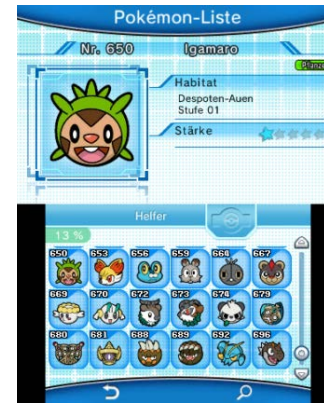 Pokémon-Liste
Nr. 650 Igamaro
Pflanze
Habitat
Despoten-Auen
Stufe 01
Stärke
Helfer
13 %
650 653 656 659 664 667
669 670 672 673 674 679
680 681 688 689 692 696